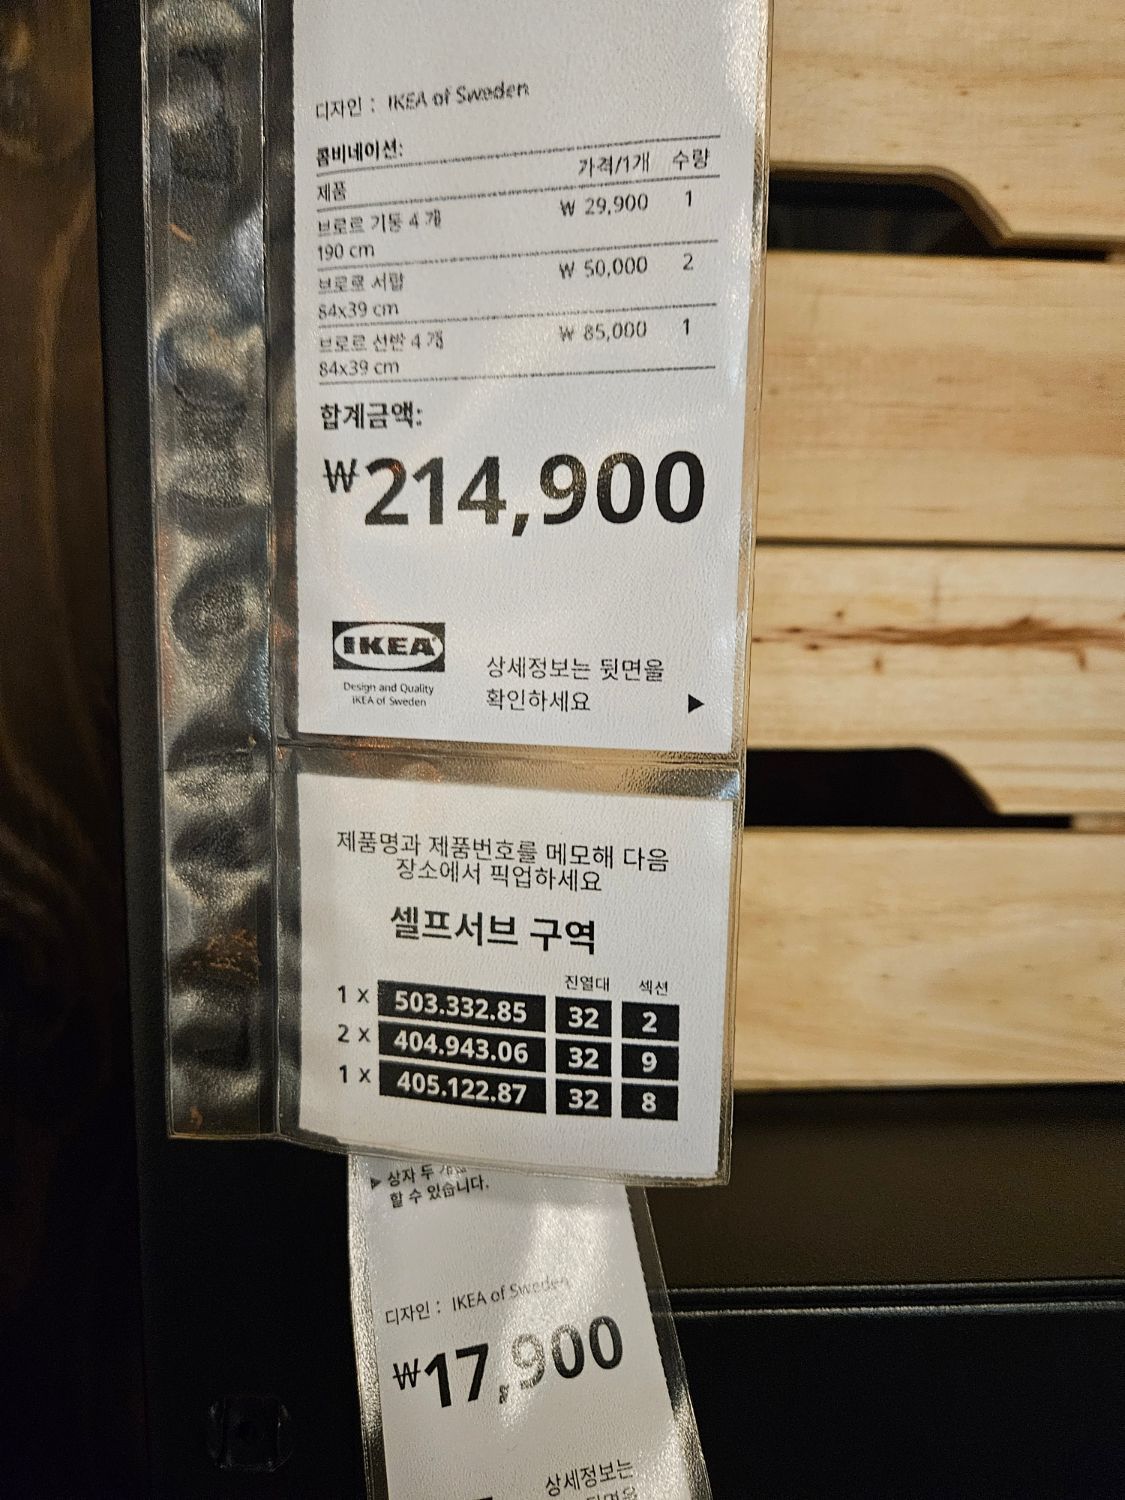 디자인 : IKEA of Sweden
콤비네이션:
제품 가격/1개 수량
브로르 기둥 4 개 ₩ 29,900 1
190 cm
브로르 서랍 ₩ 50,000 2
84x39 cm
브로르 선반 4 개 ₩ 85,000 1
84x39 cm
합계금액:
₩214,900
IKEA
Design and Quality
IKEA of Sweden
상세정보는 뒷면을
확인하세요
제품명과 제품번호를 메모해 다음
장소에서 픽업하세요
셀프서브 구역
진열대 섹션
1 x 503.332.85 32 2
2 x 404.943.06 32 9
1 x 405.122.87 32 8
상자 두
할 수 있습니다.
디자인 : IKEA of Sweden
₩17,900
상세정보는